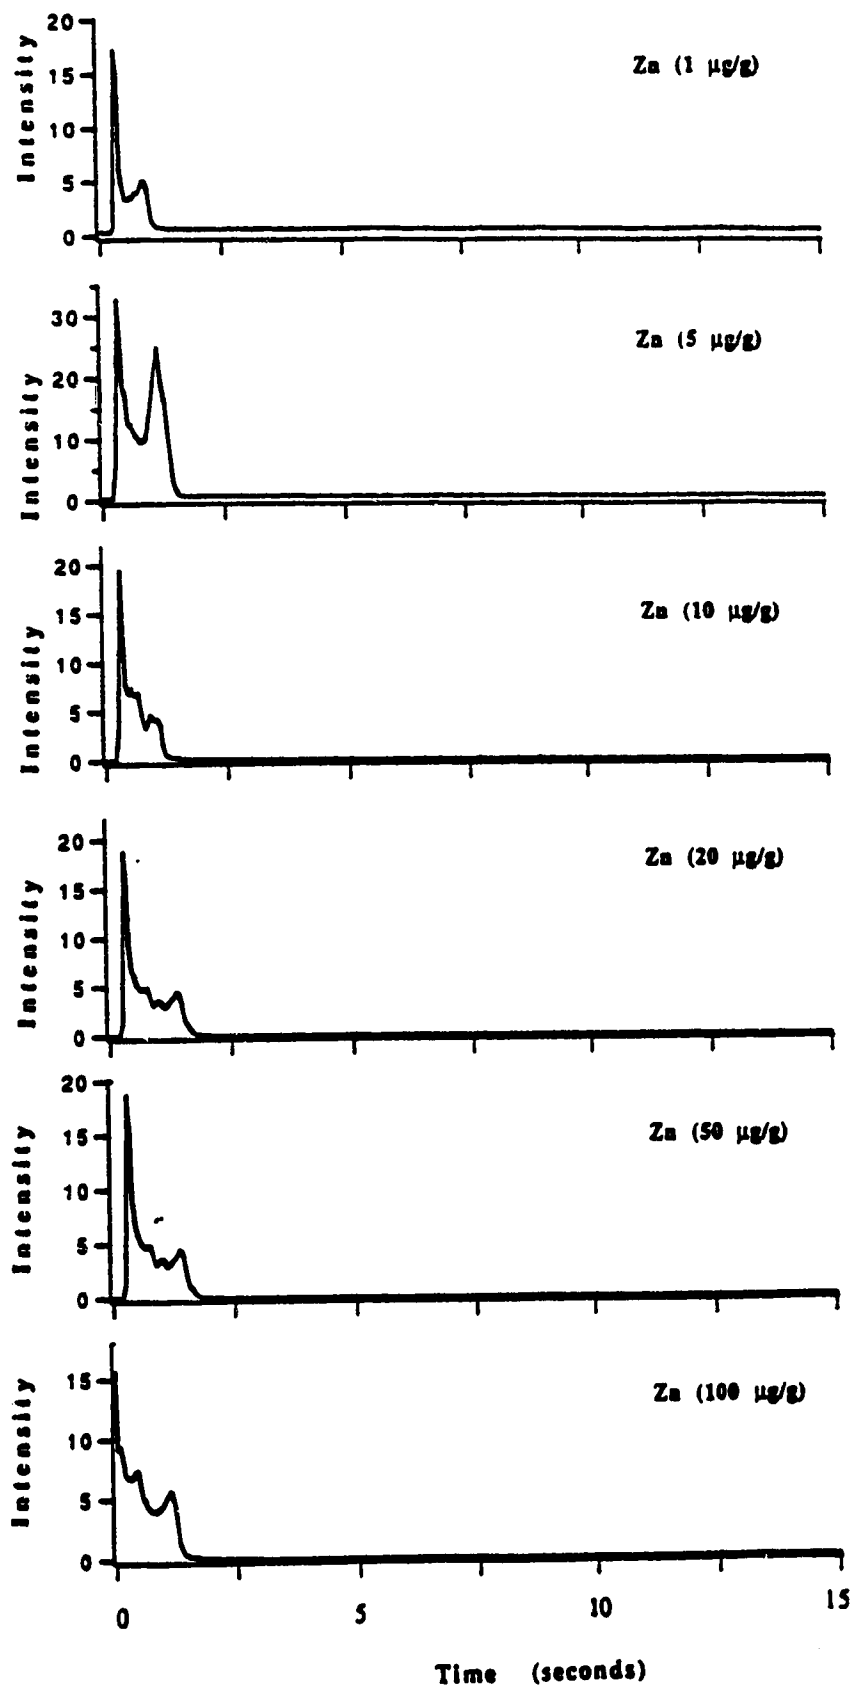 20
15
10
5
0
Intensity
Zn (1 µg/g)
30
20
10
0
Intensity
Zn (5 µg/g)
20
15
10
5
0
Intensity
Zn (10 µg/g)
20
15
10
5
0
Intensity
Zn (20 µg/g)
20
15
10
5
0
Intensity
Zn (50 µg/g)
15
10
5
0
Intensity
Zn (100 µg/g)
0 5 10 15
Time (seconds)